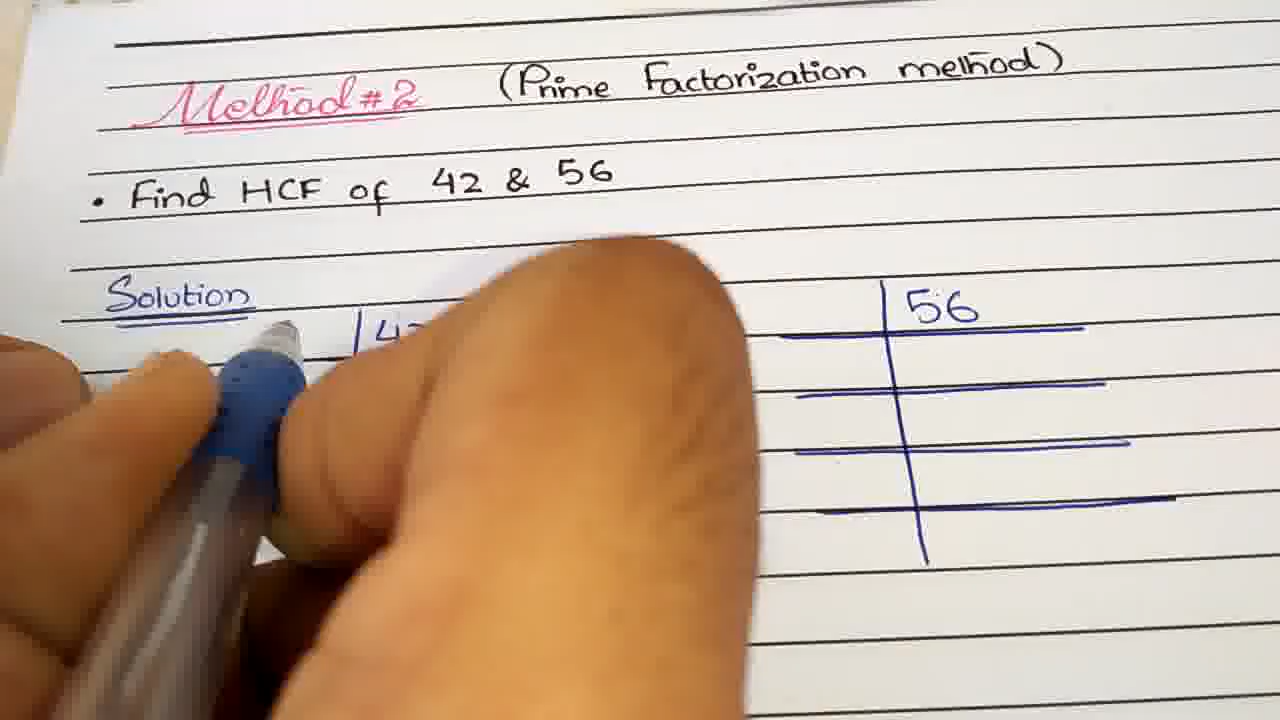 Method #2 (Prime Factorization method)
• Find HCF of 42 & 56
Solution
56